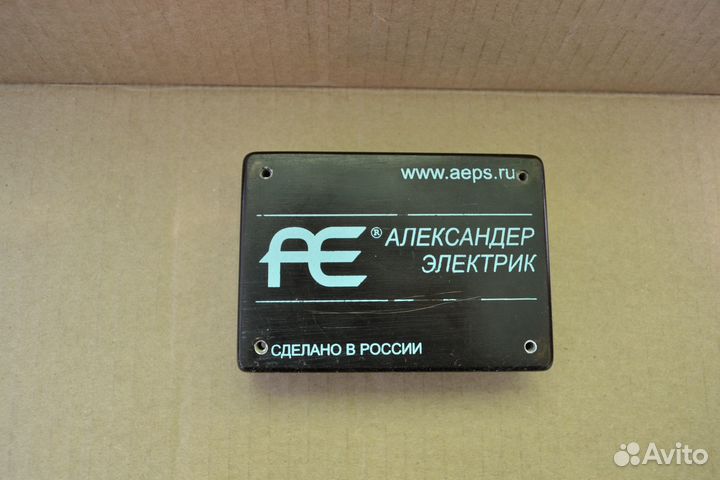 www.aeps.ru
AE® АЛЕКСАНДЕР
ЭЛЕКТРИК
СДЕЛАНО В РОССИИ
Avito